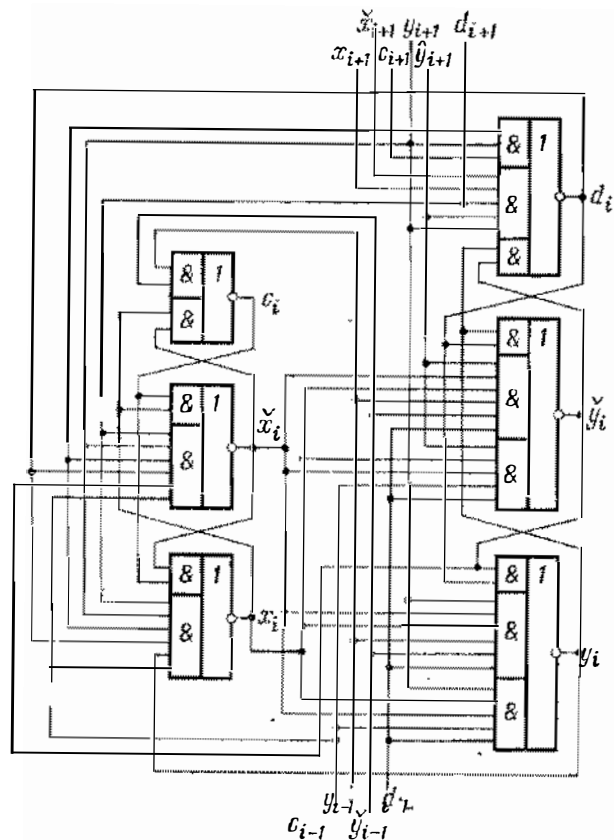 x̌ᵢ₊₁ yᵢ₊₁ dᵢ₊₁
xᵢ₊₁ cᵢ₊₁ ŷᵢ₊₁
& 1
&
&
dᵢ
& 1
&
cᵢ
& 1
&
&
y̌ᵢ
& 1
&
x̌ᵢ
& 1
&
xᵢ
& 1
&
&
yᵢ
yᵢ₋₁
cᵢ₋₁ y̌ᵢ₋₁